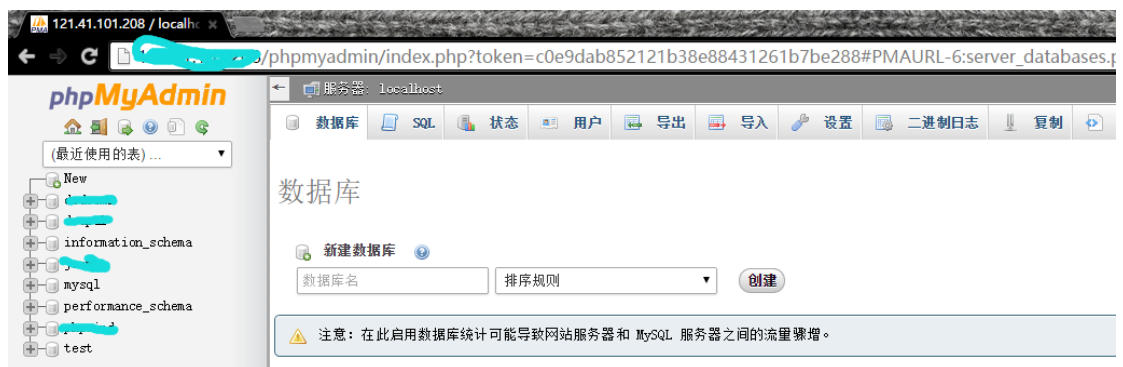 121.41.101.208 / localhc
/phpmyadmin/index.php?token=c0e9dab852121b38e88431261b7be288#PMAURL-6:server_databases.p
phpMyAdmin
(最近使用的表) ...
New
information_schema
mysql
performance_schema
test
服务器: localhost
数据库 SQL 状态 用户 导出 导入 设置 二进制日志 复制
数据库
新建数据库
数据库名 排序规则 创建
注意：在此启用数据库统计可能导致网站服务器和 MySQL 服务器之间的流量骤增。